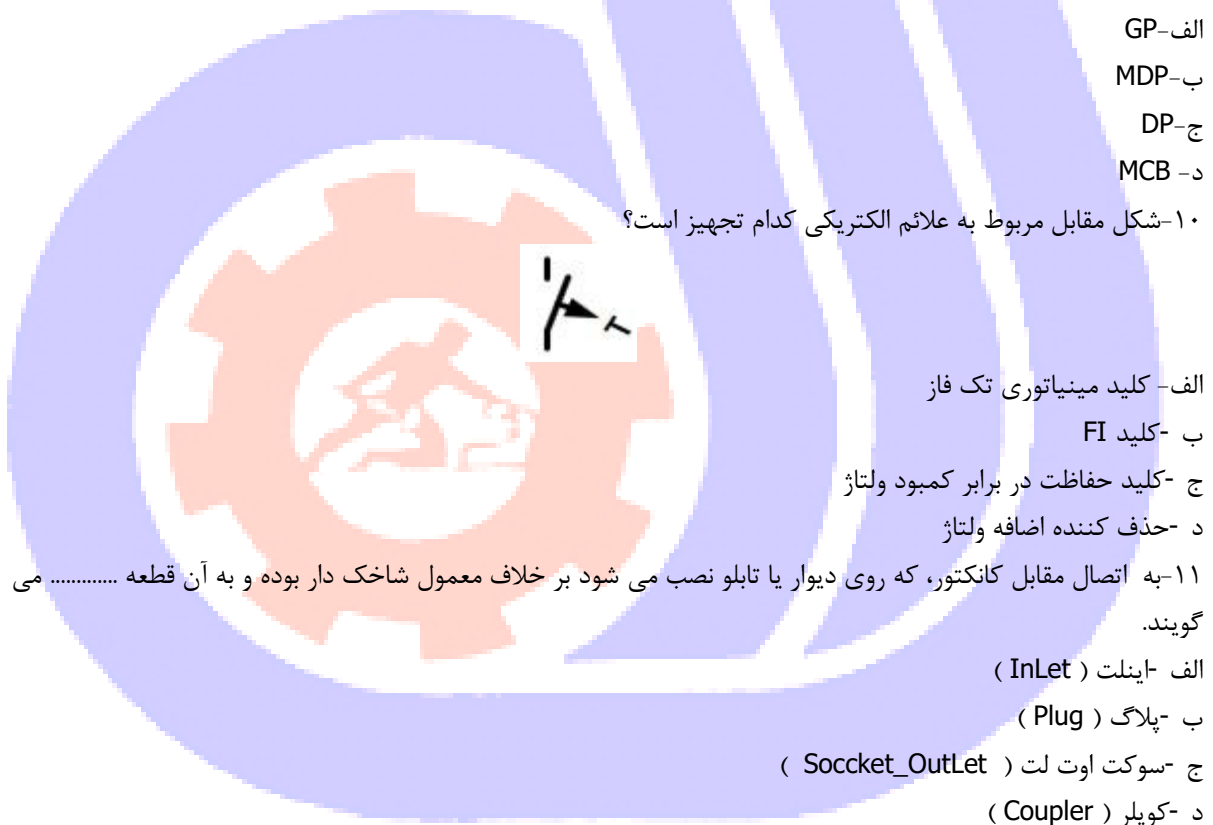 الف-GP
ب-MDP
ج-DP
د- MCB
۱۰-شکل مقابل مربوط به علائم الکتریکی کدام تجهیز است؟
الف- کلید مینیاتوری تک فاز
ب -کلید FI
ج -کلید حفاظت در برابر کمبود ولتاژ
د -حذف کننده اضافه ولتاژ
۱۱-به اتصال مقابل کانکتور، که روی دیوار یا تابلو نصب می شود بر خلاف معمول شاخک دار بوده و به آن قطعه ............. می
گویند.
الف -اینلت ( InLet )
ب -پلاگ ( Plug )
ج -سوکت اوت لت ( Soccket_OutLet )
د -کوپلر ( Coupler )